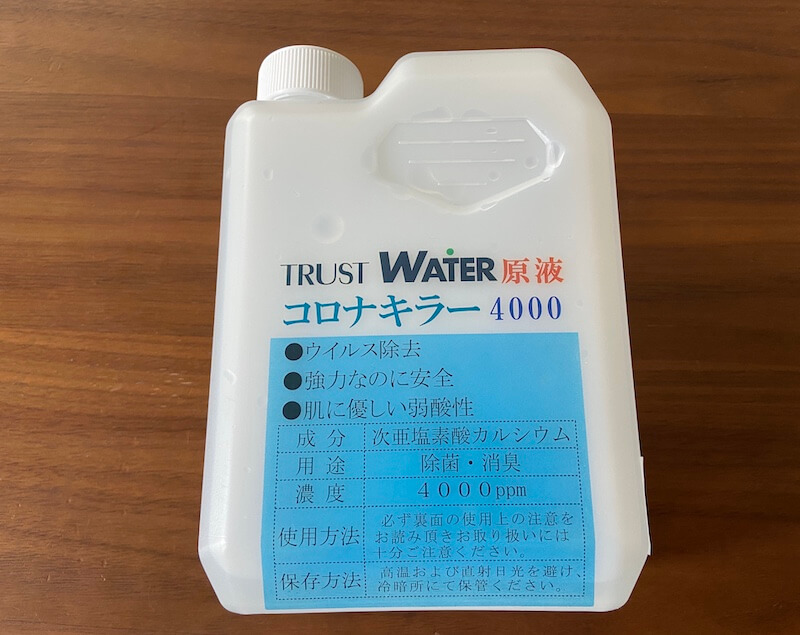 TRUST WATER 原液
コロナキラー 4000
●ウイルス除去
●強力なのに安全
●肌に優しい弱酸性
成分 次亜塩素酸カルシウム
用途 除菌・消臭
濃度 4000ppm
使用方法 必ず裏面の使用上の注意を
お読み頂きお取り扱いには
十分ご注意ください。
保存方法 高温および直射日光を避け、
冷暗所にて保管ください。